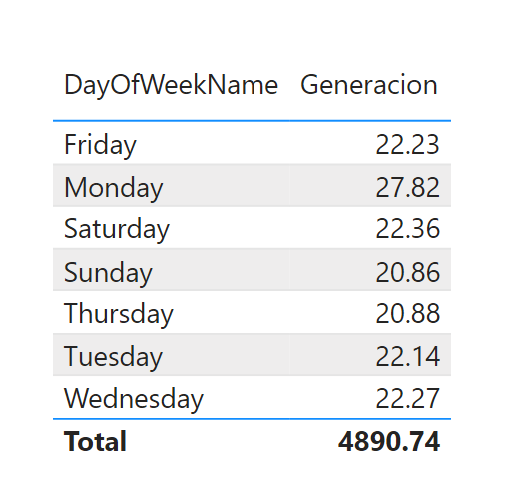 DayOfWeekName Generacion
Friday 22.23
Monday 27.82
Saturday 22.36
Sunday 20.86
Thursday 20.88
Tuesday 22.14
Wednesday 22.27
Total 4890.74